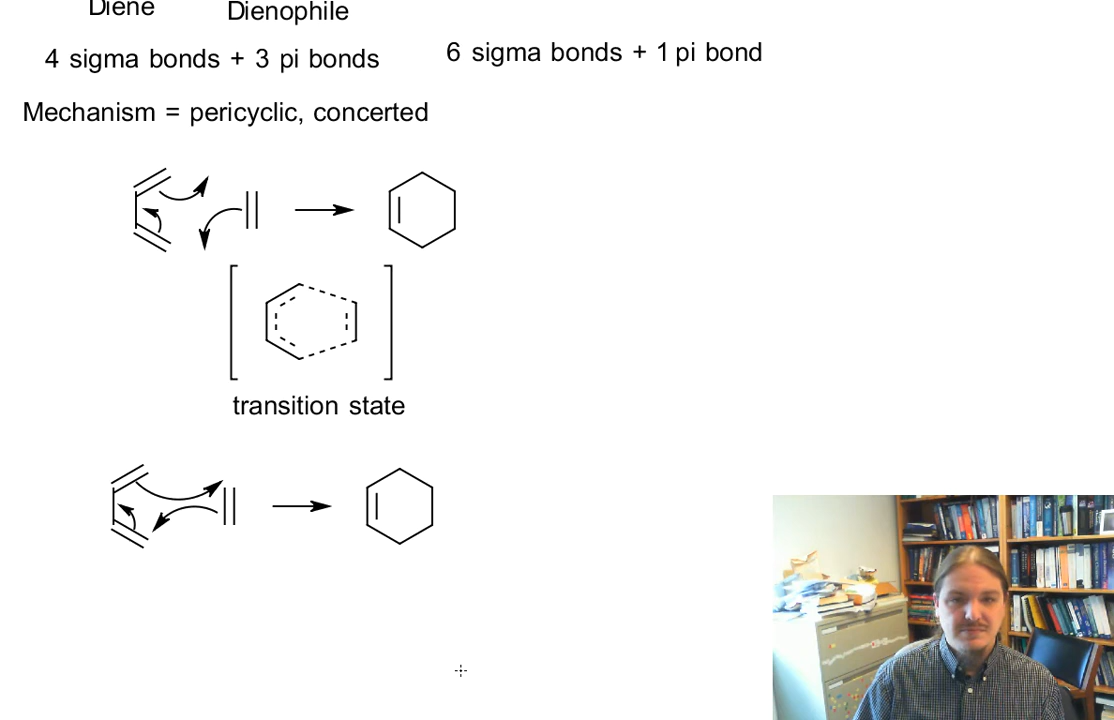 Diene Dienophile
4 sigma bonds + 3 pi bonds 6 sigma bonds + 1 pi bond
Mechanism = pericyclic, concerted
transition state